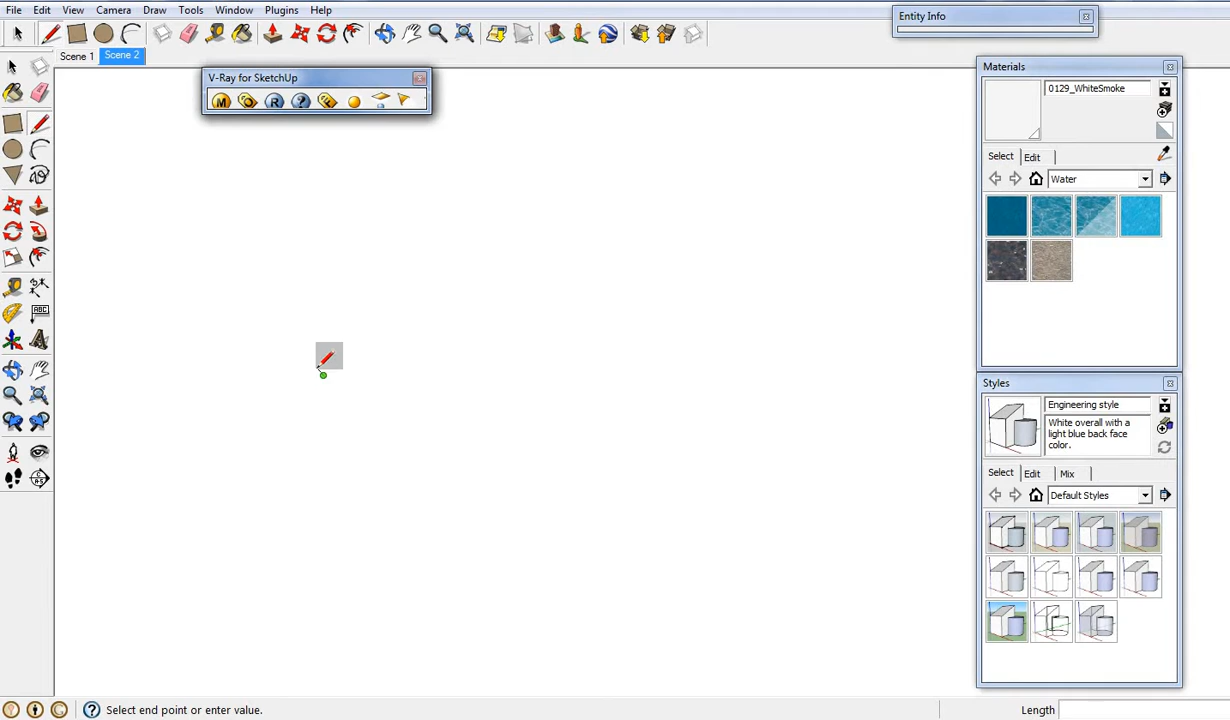 File Edit View Camera Draw Tools Window Plugins Help
Entity Info
Scene 1 Scene 2
V-Ray for SketchUp
M O R ?
Materials
0129_WhiteSmoke
Select Edit
Water
ABC
Styles
Engineering style
White overall with a
light blue back face
color.
Select Edit Mix
Default Styles
Select end point or enter value.
Length